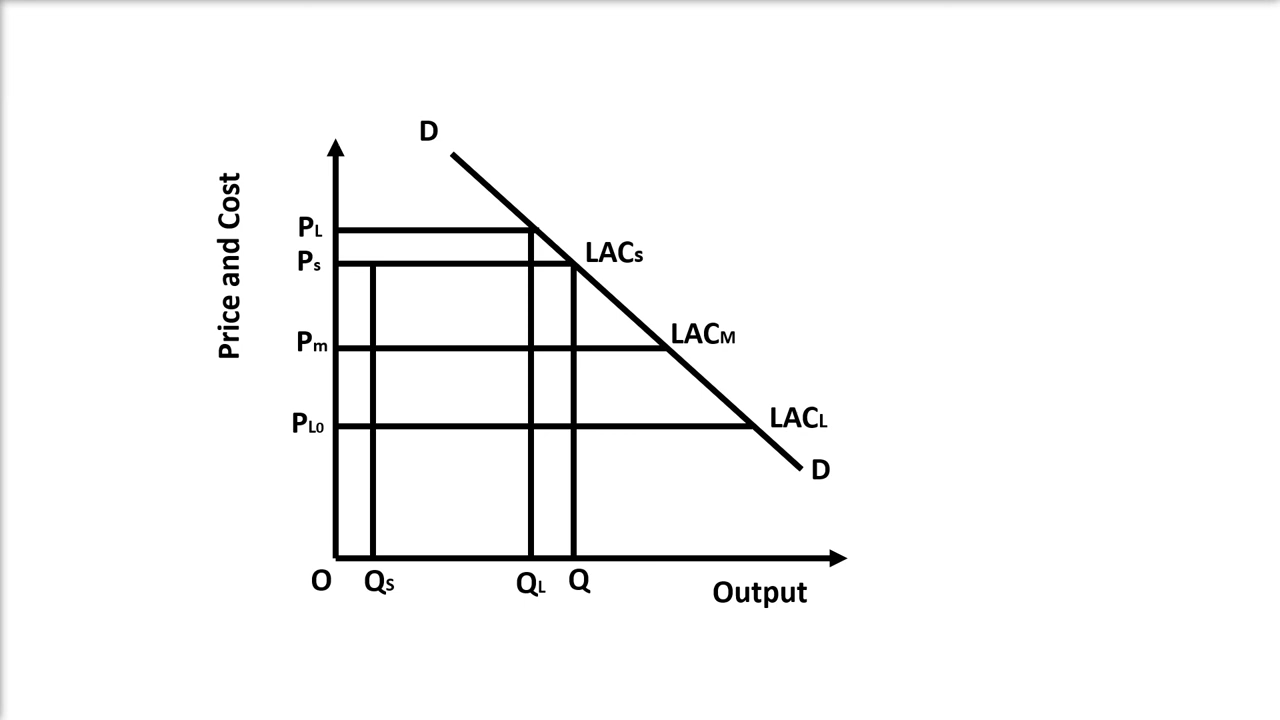 D
Price and Cost
PL
LACs
Ps
LACM
Pm
LACL
PL0
D
O
Qs
QL
Q
Output